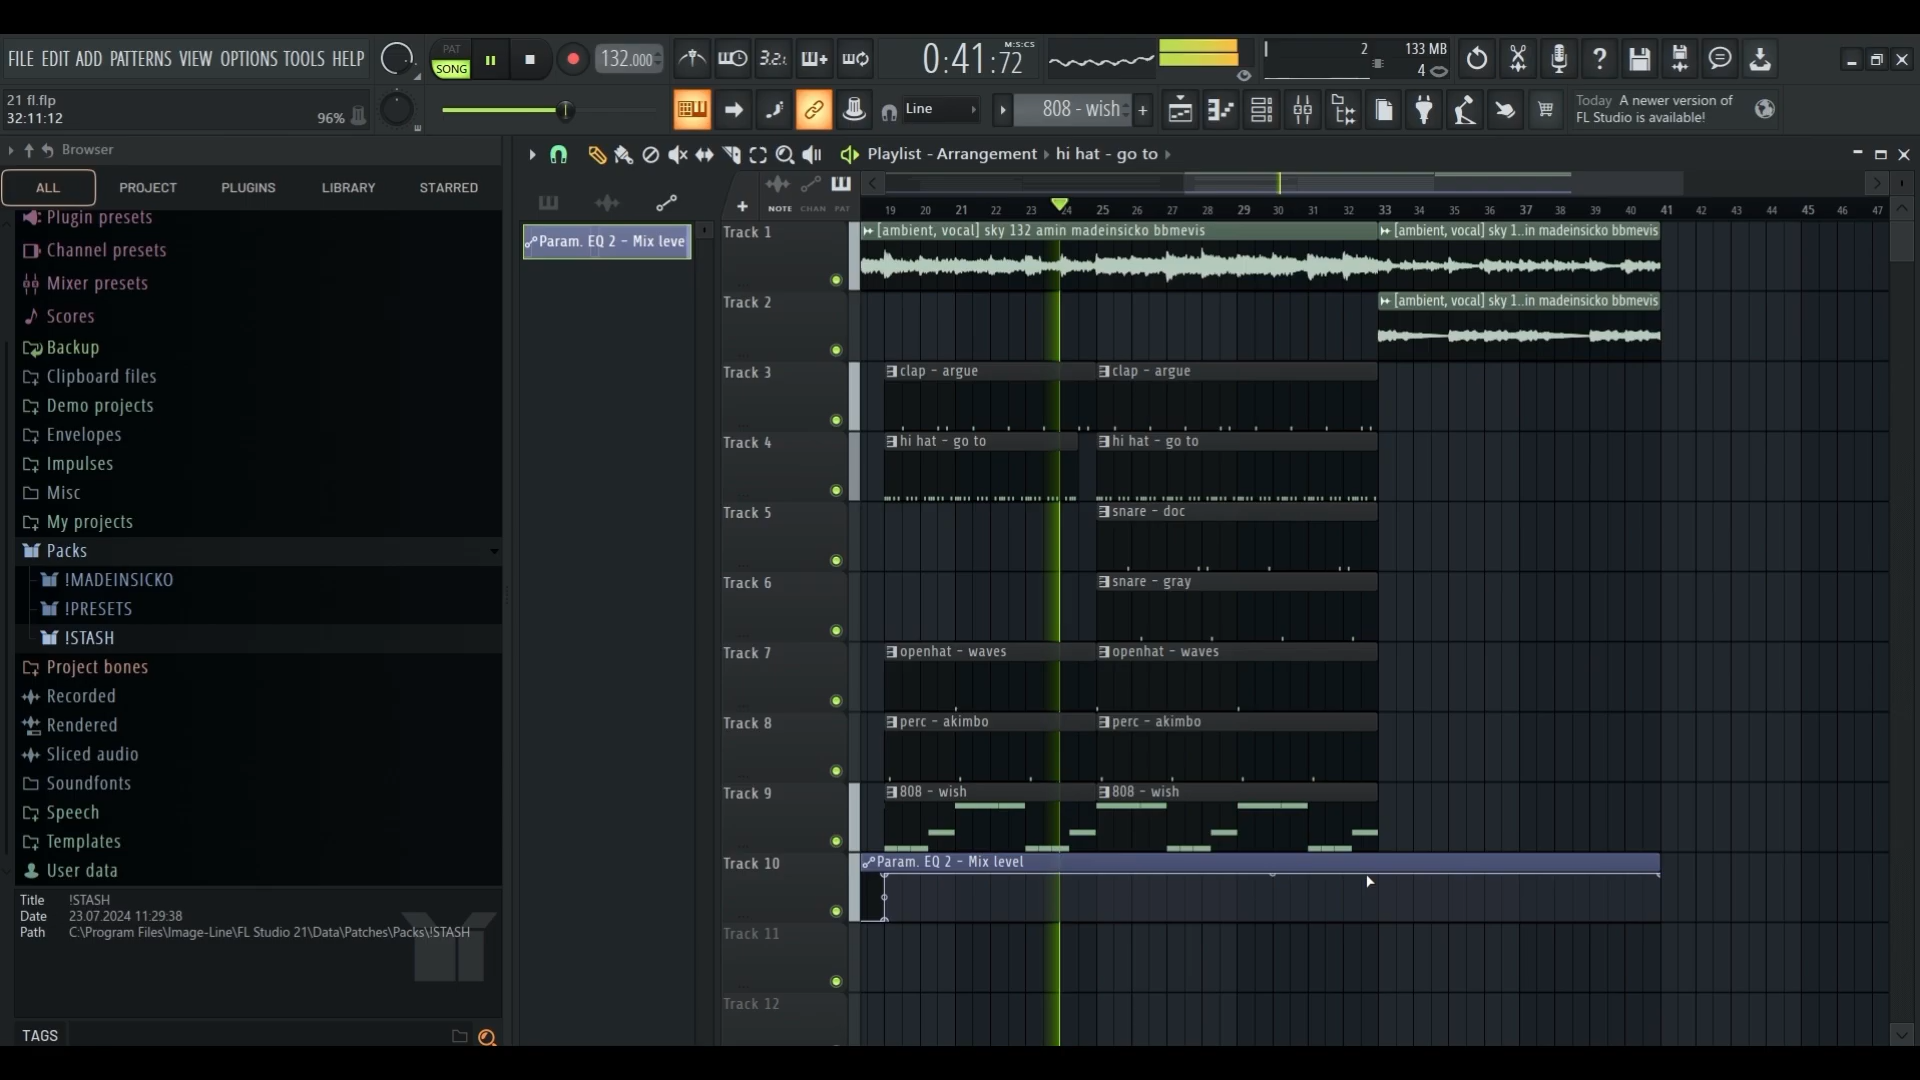 FILE EDIT ADD PATTERNS VIEW OPTIONS TOOLS HELP
PAT
SONG
132.000
3.2.
0:41:72
M:S:CS
2
133 MB
4
21 fl.flp
32:11:12
96%
Line
808 - wish
+
Today A newer version of
FL Studio is available!
Browser
ALL PROJECT PLUGINS LIBRARY STARRED
Plugin presets
Channel presets
Mixer presets
Scores
Backup
Clipboard files
Demo projects
Envelopes
Impulses
Misc
My projects
Packs
!MADEINSICKO
!PRESETS
!STASH
Project bones
Recorded
Rendered
Sliced audio
Soundfonts
Speech
Templates
User data
Title !STASH
Date 23.07.2024 11:29:38
Path C:\Program Files\Image-Line\FL Studio 21\Data\Patches\Packs\!STASH
TAGS
Playlist - Arrangement hi hat - go to
Param. EQ 2 - Mix leve
+
NOTE CHAN PAT
19 20 21 22 23 24 25 26 27 28 29 30 31 32 33 34 35 36 37 38 39 40 41 42 43 44 45 46 47
Track 1
[ambient, vocal] sky 132 amin madeinsicko bbmevis
[ambient, vocal] sky 1..in madeinsicko bbmevis
Track 2
[ambient, vocal] sky 1..in madeinsicko bbmevis
Track 3
clap - argue
clap - argue
Track 4
hi hat - go to
hi hat - go to
Track 5
snare - doc
Track 6
snare - gray
Track 7
openhat - waves
openhat - waves
Track 8
perc - akimbo
perc - akimbo
Track 9
808 - wish
808 - wish
Track 10
Param. EQ 2 - Mix level
Track 11
Track 12